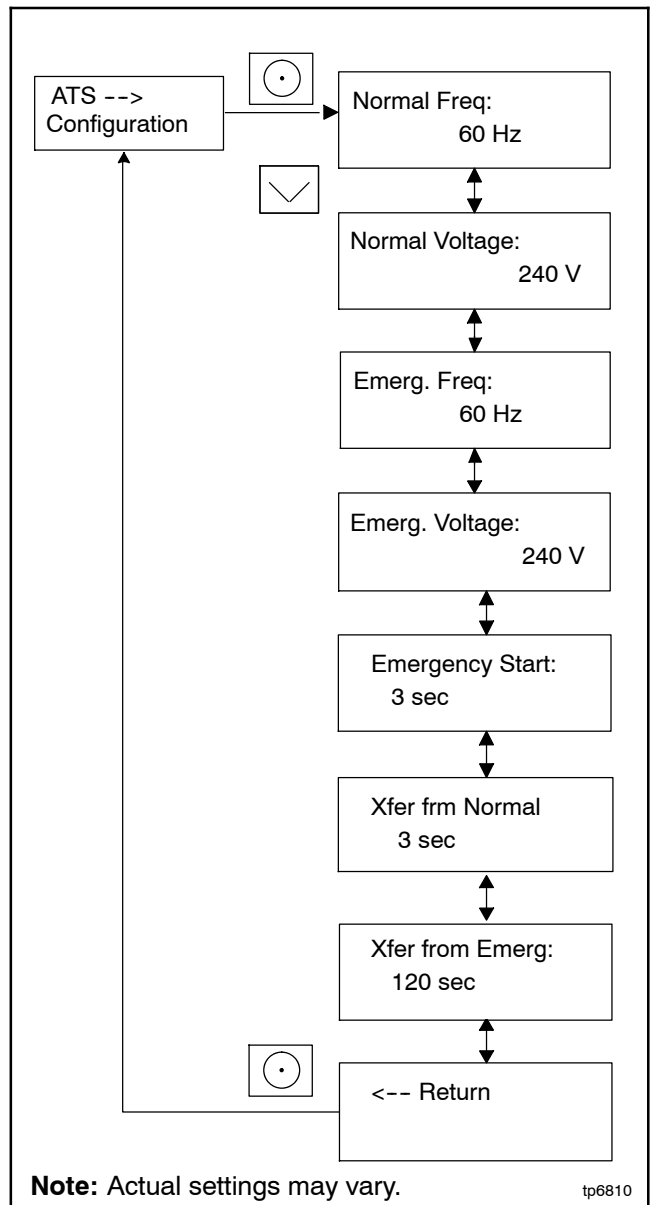 ATS -->
Configuration
Normal Freq:
60 Hz
Normal Voltage:
240 V
Emerg. Freq:
60 Hz
Emerg. Voltage:
240 V
Emergency Start:
3 sec
Xfer frm Normal
3 sec
Xfer from Emerg:
120 sec
<-- Return
Note: Actual settings may vary.
tp6810